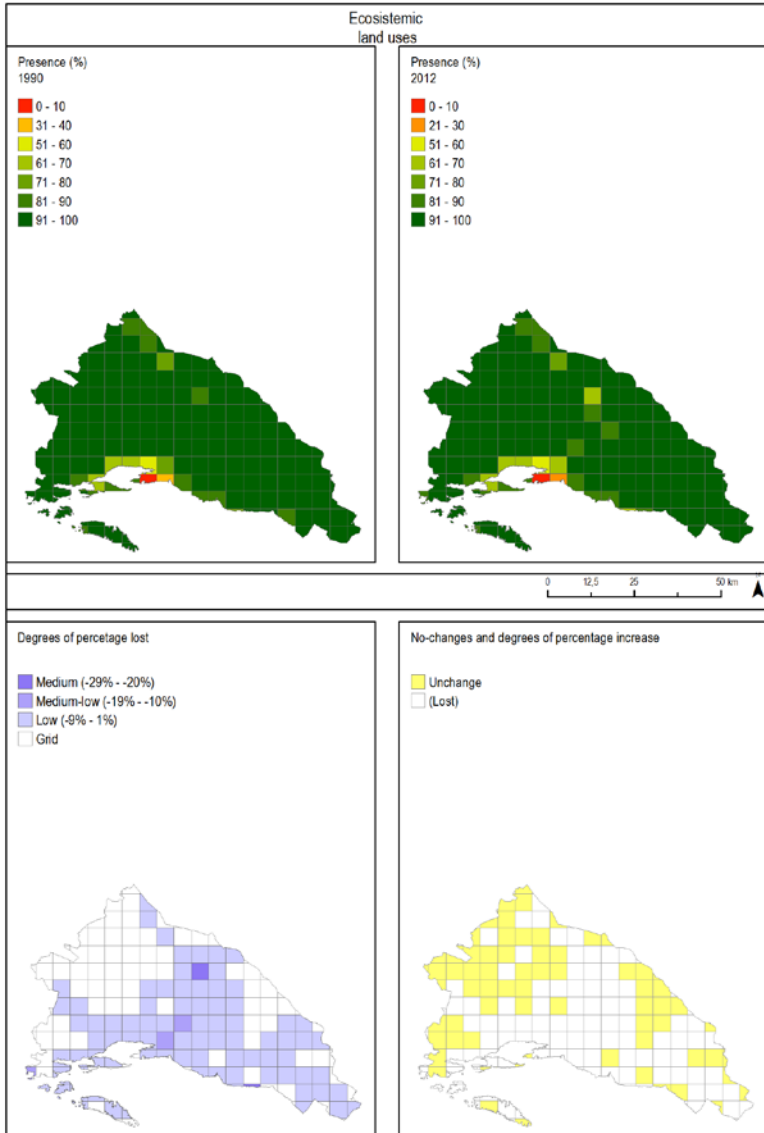 Ecosistemic
land uses
Presence (%)
1990
0 - 10
31 - 40
51 - 60
61 - 70
71 - 80
81 - 90
91 - 100
Presence (%)
2012
0 - 10
21 - 30
51 - 60
61 - 70
71 - 80
81 - 90
91 - 100
0 12,5 25 50 km
Degrees of percetage lost
Medium (-29% - -20%)
Medium-low (-19% - -10%)
Low (-9% - 1%)
Grid
No-changes and degrees of percentage increase
Unchange
(Lost)